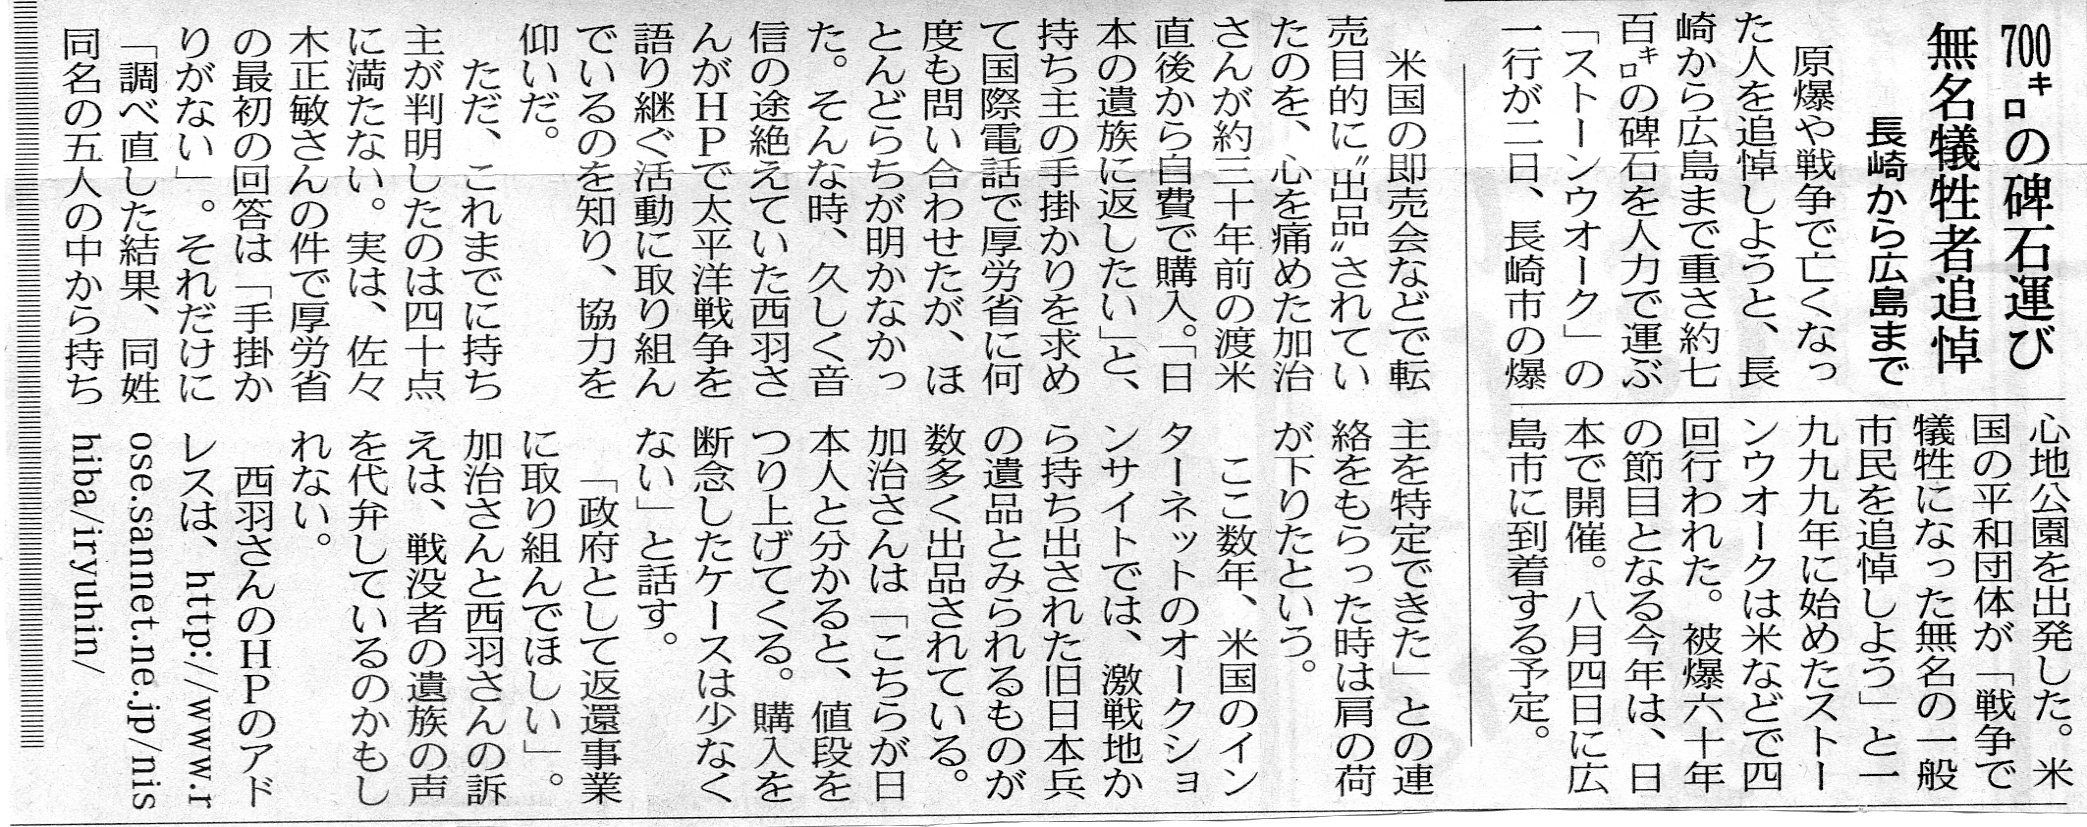 700㌔の碑石運び
無名犠牲者追悼
長崎から広島まで
原爆や戦争で亡くなっ
た人を追悼しようと、長
崎から広島まで重さ約七
百㌔の碑石を人力で運ぶ
「ストーンウオーク」の
一行が二日、長崎市の爆
心地公園を出発した。米
国の平和団体が「戦争で
犠牲になった無名の一般
市民を追悼しよう」と一
九九九年に始めたストー
ンウオークは米などで四
回行われた。被爆六十年
の節目となる今年は、日
本で開催。八月四日に広
島市に到着する予定。
米国の即売会などで転
売目的に〝出品〟されてい
たのを、心を痛めた加治
さんが約三十年前の渡米
直後から自費で購入。「日
本の遺族に返したい」と、
持ち主の手掛かりを求め
て国際電話で厚労省に何
度も問い合わせたが、ほ
とんどらちが明かなかっ
た。そんな時、久しく音
信の途絶えていた西羽さ
んがHPで太平洋戦争を
語り継ぐ活動に取り組ん
でいるのを知り、協力を
仰いだ。
ただ、これまでに持ち
主が判明したのは四十点
に満たない。実は、佐々
木正敏さんの件で厚労省
の最初の回答は「手掛か
りがない」。それだけに
「調べ直した結果、同姓
同名の五人の中から持ち
主を特定できた」との連
絡をもらった時は肩の荷
が下りたという。
ここ数年、米国のイン
ターネットのオークショ
ンサイトでは、激戦地か
ら持ち出された旧日本兵
の遺品とみられるものが
数多く出品されている。
加治さんは「こちらが日
本人と分かると、値段を
つり上げてくる。購入を
断念したケースは少なく
ない」と話す。
「政府として返還事業
に取り組んでほしい」。
加治さんと西羽さんの訴
えは、戦没者の遺族の声
を代弁しているのかもし
れない。
西羽さんのHPのアド
レスは、http://www.r
ose.sannet.ne.jp/nis
hiba/iryuhin/